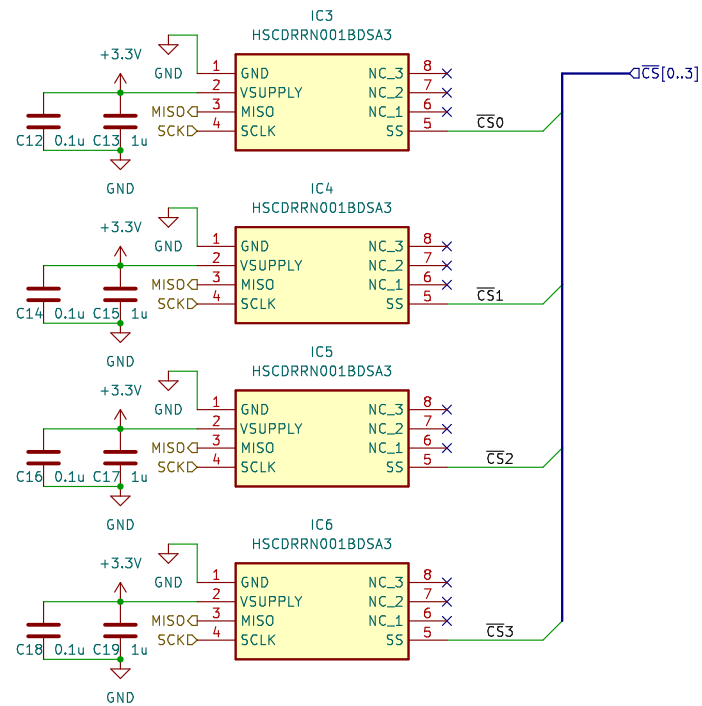 IC3
HSCDRRN001BDSA3
+3.3V
GND
1 GND
2 VSUPPLY
MISO 3 MISO
SCK 4 SCLK
NC_3 8
NC_2 7
NC_1 6
SS 5
C12 0.1u
C13 1u
GND
CS0
CS[0..3]
IC4
HSCDRRN001BDSA3
+3.3V
GND
1 GND
2 VSUPPLY
MISO 3 MISO
SCK 4 SCLK
NC_3 8
NC_2 7
NC_1 6
SS 5
C14 0.1u
C15 1u
GND
CS1
IC5
HSCDRRN001BDSA3
+3.3V
GND
1 GND
2 VSUPPLY
MISO 3 MISO
SCK 4 SCLK
NC_3 8
NC_2 7
NC_1 6
SS 5
C16 0.1u
C17 1u
GND
CS2
IC6
HSCDRRN001BDSA3
+3.3V
GND
1 GND
2 VSUPPLY
MISO 3 MISO
SCK 4 SCLK
NC_3 8
NC_2 7
NC_1 6
SS 5
C18 0.1u
C19 1u
GND
CS3